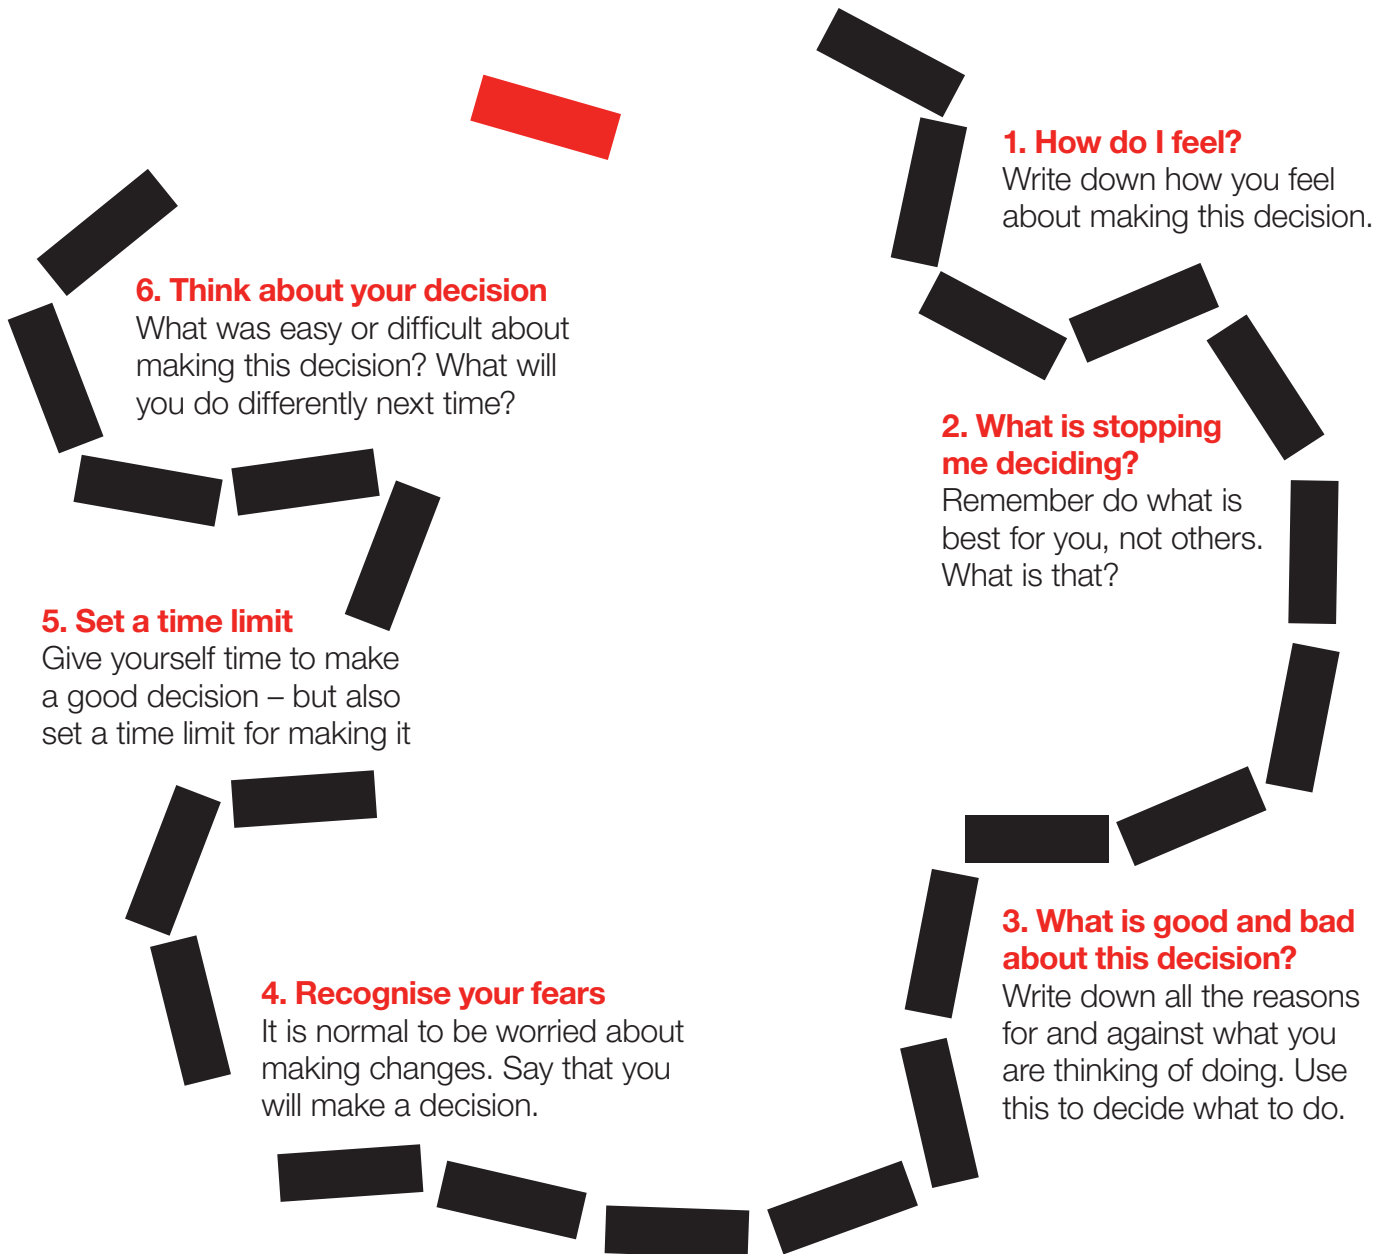 1. How do I feel?
Write down how you feel
about making this decision.
2. What is stopping
me deciding?
Remember do what is
best for you, not others.
What is that?
3. What is good and bad
about this decision?
Write down all the reasons
for and against what you
are thinking of doing. Use
this to decide what to do.
4. Recognise your fears
It is normal to be worried about
making changes. Say that you
will make a decision.
5. Set a time limit
Give yourself time to make
a good decision – but also
set a time limit for making it
6. Think about your decision
What was easy or difficult about
making this decision? What will
you do differently next time?